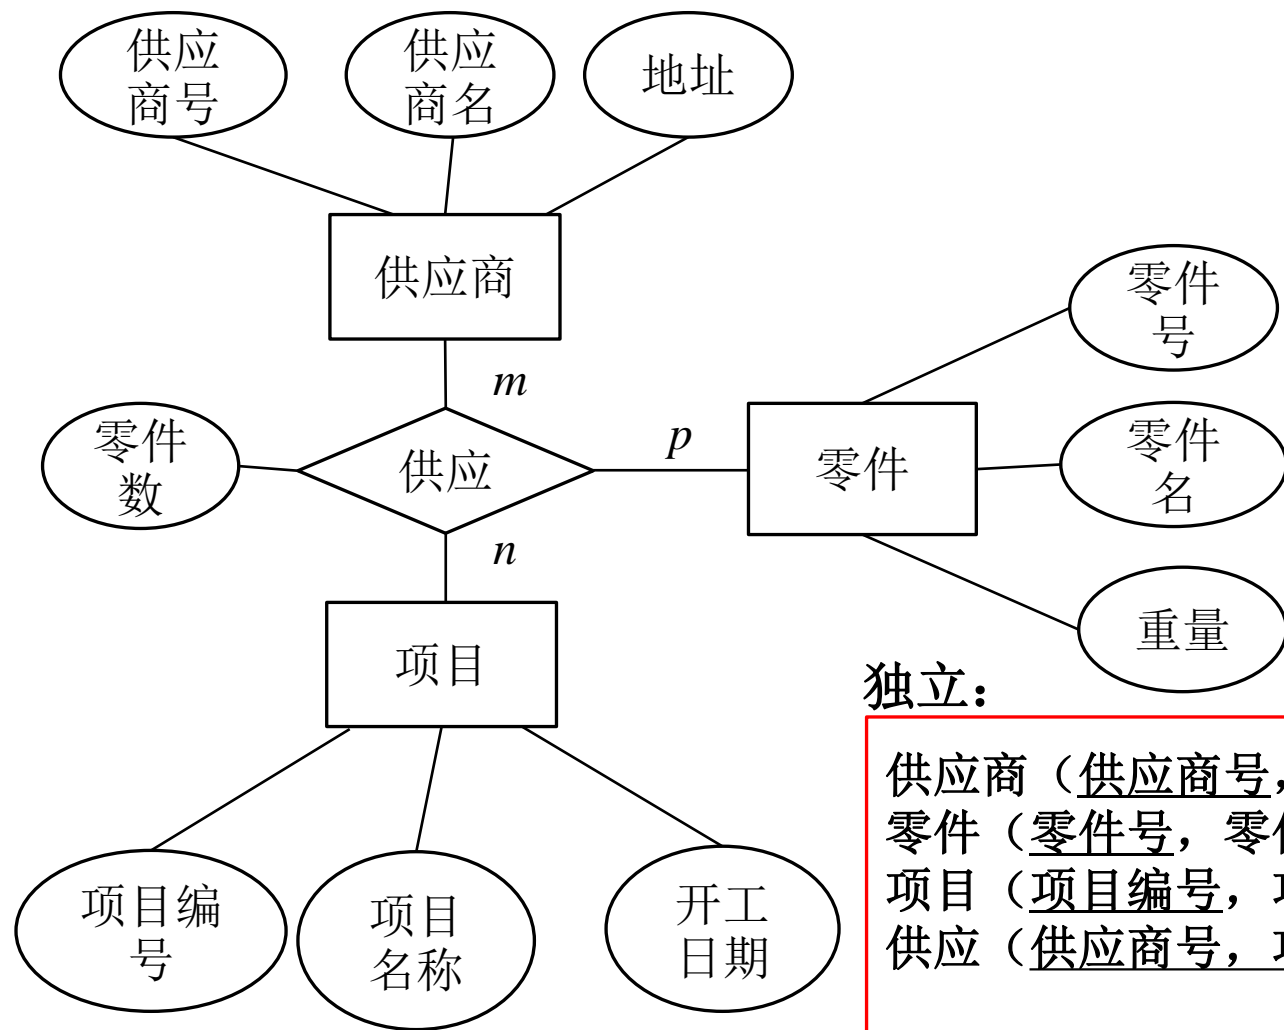 供应
商号
供应
商名
地址
供应商
零件
号
m
零件
数
供应
p
零件
零件
名
n
项目
重量
独立：
供应商（供应商号，
零件（零件号，零
项目（项目编号，
供应（供应商号，
项目编
号
项目
名称
开工
日期